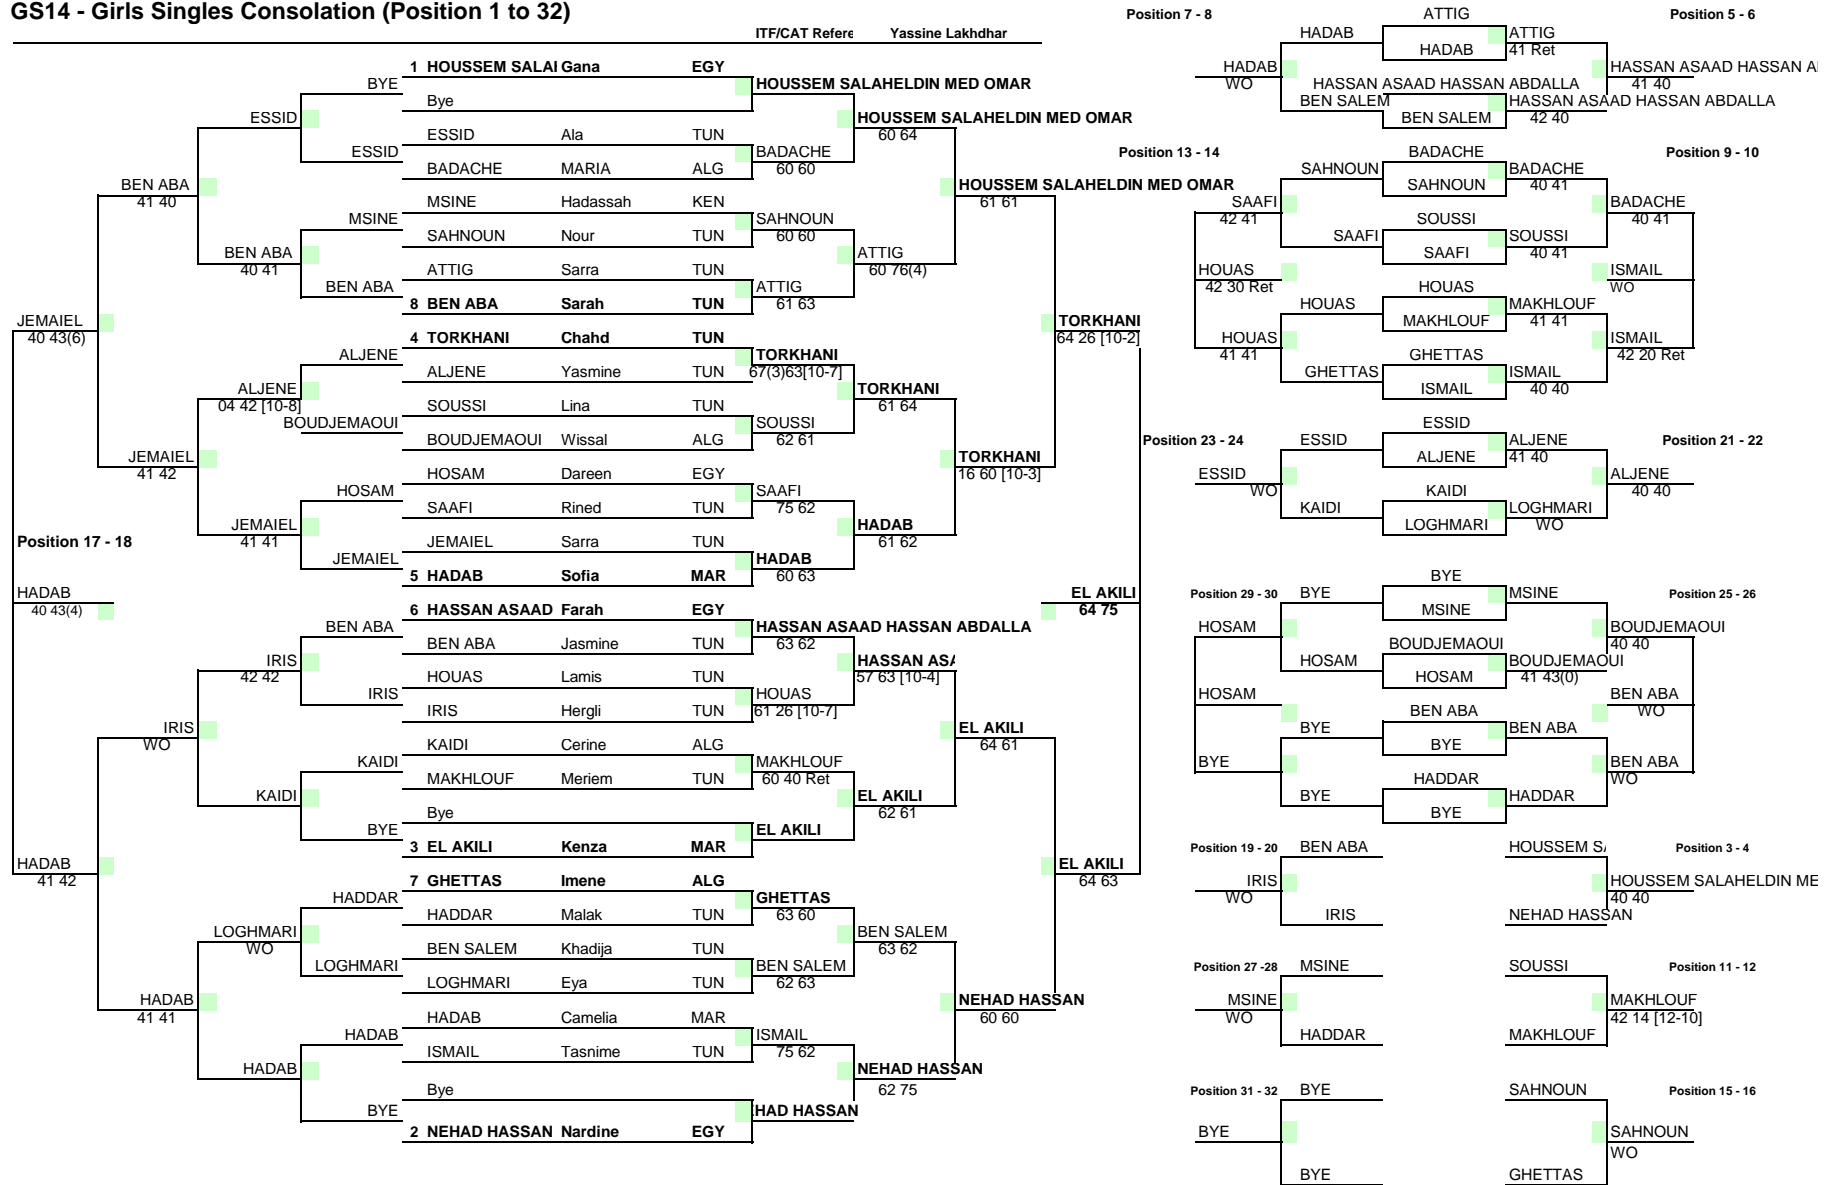 GS14 - Girls Singles Consolation (Position 1 to 32)
ITF/CAT Refere Yassine Lakhdhar
1 HOUSSEM SALAI Gana EGY
Bye
ESSID Ala TUN
BADACHE MARIA ALG
MSINE Hadassah KEN
SAHNOUN Nour TUN
ATTIG Sarra TUN
8 BEN ABA Sarah TUN
4 TORKHANI Chahd TUN
ALJENE Yasmine TUN
SOUSSI Lina TUN
BOUDJEMAOUI Wissal ALG
HOSAM Dareen EGY
SAAFI Rined TUN
JEMAIEL Sarra TUN
5 HADAB Sofia MAR
6 HASSAN ASAAD Farah EGY
BEN ABA Jasmine TUN
HOUAS Lamis TUN
IRIS Hergli TUN
KAIDI Cerine ALG
MAKHLOUF Meriem TUN
Bye
3 EL AKILI Kenza MAR
7 GHETTAS Imene ALG
HADDAR Malak TUN
BEN SALEM Khadija TUN
LOGHMARI Eya TUN
HADAB Camelia MAR
ISMAIL Tasnime TUN
Bye
2 NEHAD HASSAN Nardine EGY
BYE
ESSID
MSINE
BEN ABA
ALJENE
BOUDJEMAOUI
HOSAM
JEMAIEL
BEN ABA
IRIS
KAIDI
BYE
HADDAR
LOGHMARI
HADAB
BYE
ESSID
BEN ABA
40 41
ALJENE
04 42 [10-8]
JEMAIEL
41 41
IRIS
42 42
KAIDI
LOGHMARI
WO
HADAB
BEN ABA
41 40
JEMAIEL
41 42
IRIS
WO
HADAB
41 41
JEMAIEL
40 43(6)
HADAB
41 42
Position 17 - 18
HADAB
40 43(4)
HOUSSEM SALAHELDIN MED OMAR
BADACHE
60 60
SAHNOUN
60 60
ATTIG
61 63
TORKHANI
67(3)63[10-7]
SOUSSI
62 61
SAAFI
75 62
HADAB
60 63
HASSAN ASAAD HASSAN ABDALLA
63 62
HOUAS
61 26 [10-7]
MAKHLOUF
60 40 Ret
EL AKILI
GHETTAS
63 60
BEN SALEM
62 63
ISMAIL
75 62
HAD HASSAN
HOUSSEM SALAHELDIN MED OMAR
60 64
ATTIG
60 76(4)
TORKHANI
61 64
HADAB
61 62
HASSAN ASA
57 63 [10-4]
EL AKILI
62 61
BEN SALEM
63 62
NEHAD HASSAN
62 75
HOUSSEM SALAHELDIN MED OMAR
61 61
TORKHANI
16 60 [10-3]
EL AKILI
64 61
NEHAD HASSAN
60 60
TORKHANI
64 26 [10-2]
EL AKILI
64 63
EL AKILI
64 75
Position 7 - 8
Position 5 - 6
ATTIG
HADAB
HADAB
ATTIG
41 Ret
HADAB
WO
HASSAN ASAAD HASSAN ABDALLA
BEN SALEM
BEN SALEM
HASSAN ASAAD HASSAN ABDALLA
42 40
HASSAN ASAAD HASSAN A
41 40
Position 13 - 14
Position 9 - 10
BADACHE
SAHNOUN
SAHNOUN
BADACHE
40 41
SAAFI
42 41
SOUSSI
SAAFI
SAAFI
SOUSSI
40 41
BADACHE
40 41
HOUAS
42 30 Ret
ISMAIL
WO
HOUAS
HOUAS
MAKHLOUF
MAKHLOUF
41 41
HOUAS
41 41
GHETTAS
GHETTAS
ISMAIL
ISMAIL
40 40
ISMAIL
42 20 Ret
Position 23 - 24
Position 21 - 22
ESSID
ESSID
ALJENE
ALJENE
41 40
ESSID
WO
KAIDI
KAIDI
LOGHMARI
LOGHMARI
WO
ALJENE
40 40
Position 29 - 30
Position 25 - 26
BYE
BYE
MSINE
MSINE
HOSAM
BOUDJEMAOUI
HOSAM
HOSAM
BOUDJEMAOUI
41 43(0)
BOUDJEMAOUI
40 40
HOSAM
BEN ABA
WO
BEN ABA
BYE
BYE
BEN ABA
BYE
HADDAR
BYE
BYE
HADDAR
BEN ABA
WO
Position 19 - 20
BEN ABA
IRIS
WO
IRIS
HOUSSEM SA
Position 3 - 4
HOUSSEM SALAHELDIN ME
40 40
NEHAD HASSAN
Position 27 -28
MSINE
MSINE
WO
HADDAR
SOUSSI
Position 11 - 12
MAKHLOUF
42 14 [12-10]
MAKHLOUF
Position 31 - 32
BYE
BYE
BYE
SAHNOUN
Position 15 - 16
SAHNOUN
WO
GHETTAS